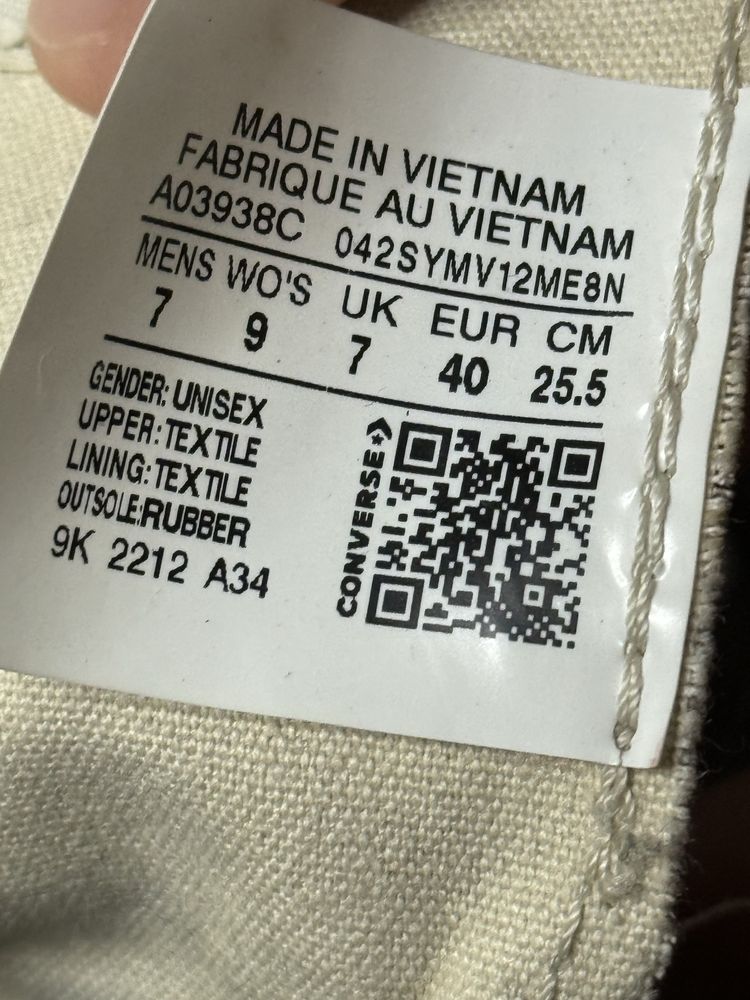 MADE IN VIETNAM
FABRIQUE AU VIETNAM
A03938C 042SYMV12ME8N
MENS WO'S UK EUR CM
7 9 7 40 25.5
GENDER: UNISEX
UPPER: TEXTILE
LINING: TEXTILE
OUTSOLE:RUBBER
9K 2212 A34
CONVERSE